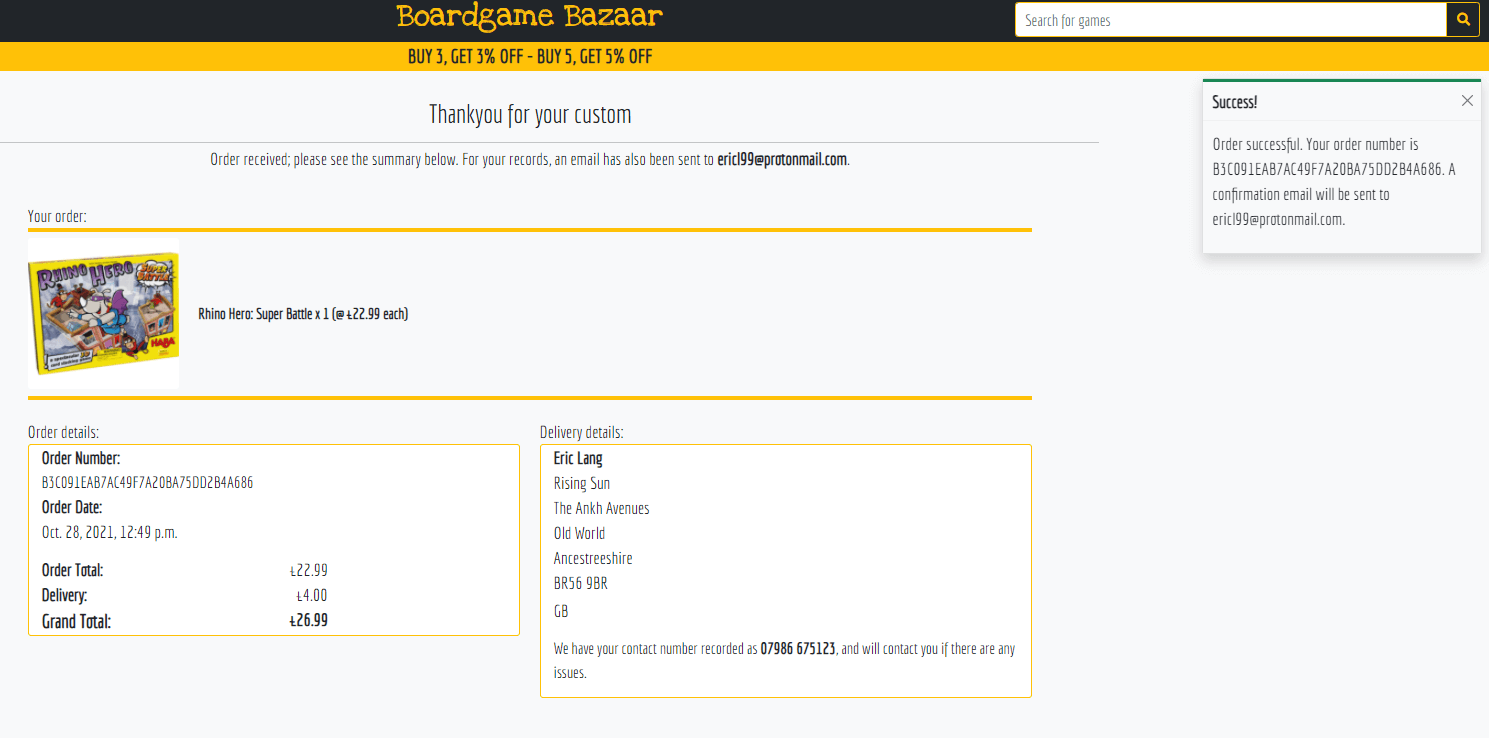 Boardgame Bazaar
Search for games
BUY 3, GET 3% OFF - BUY 5, GET 5% OFF
Success!
Order successful. Your order number is
B3C091EAB7AC49F7A20BA75DD2B4A686. A
confirmation email will be sent to
ericl99@protonmail.com.
Thankyou for your custom
Order received; please see the summary below. For your records, an email has also been sent to ericl99@protonmail.com.
Your order:
RHINO HERO
SUPER BATTLE
HABA
Rhino Hero: Super Battle x 1 (@ £22.99 each)
Order details:
Order Number:
B3C091EAB7AC49F7A20BA75DD2B4A686
Order Date:
Oct. 28, 2021, 12:49 p.m.
Order Total: £22.99
Delivery: £4.00
Grand Total: £26.99
Delivery details:
Eric Lang
Rising Sun
The Ankh Avenues
Old World
Ancestreeshire
BR56 9BR
GB
We have your contact number recorded as 07986 675123, and will contact you if there are any
issues.